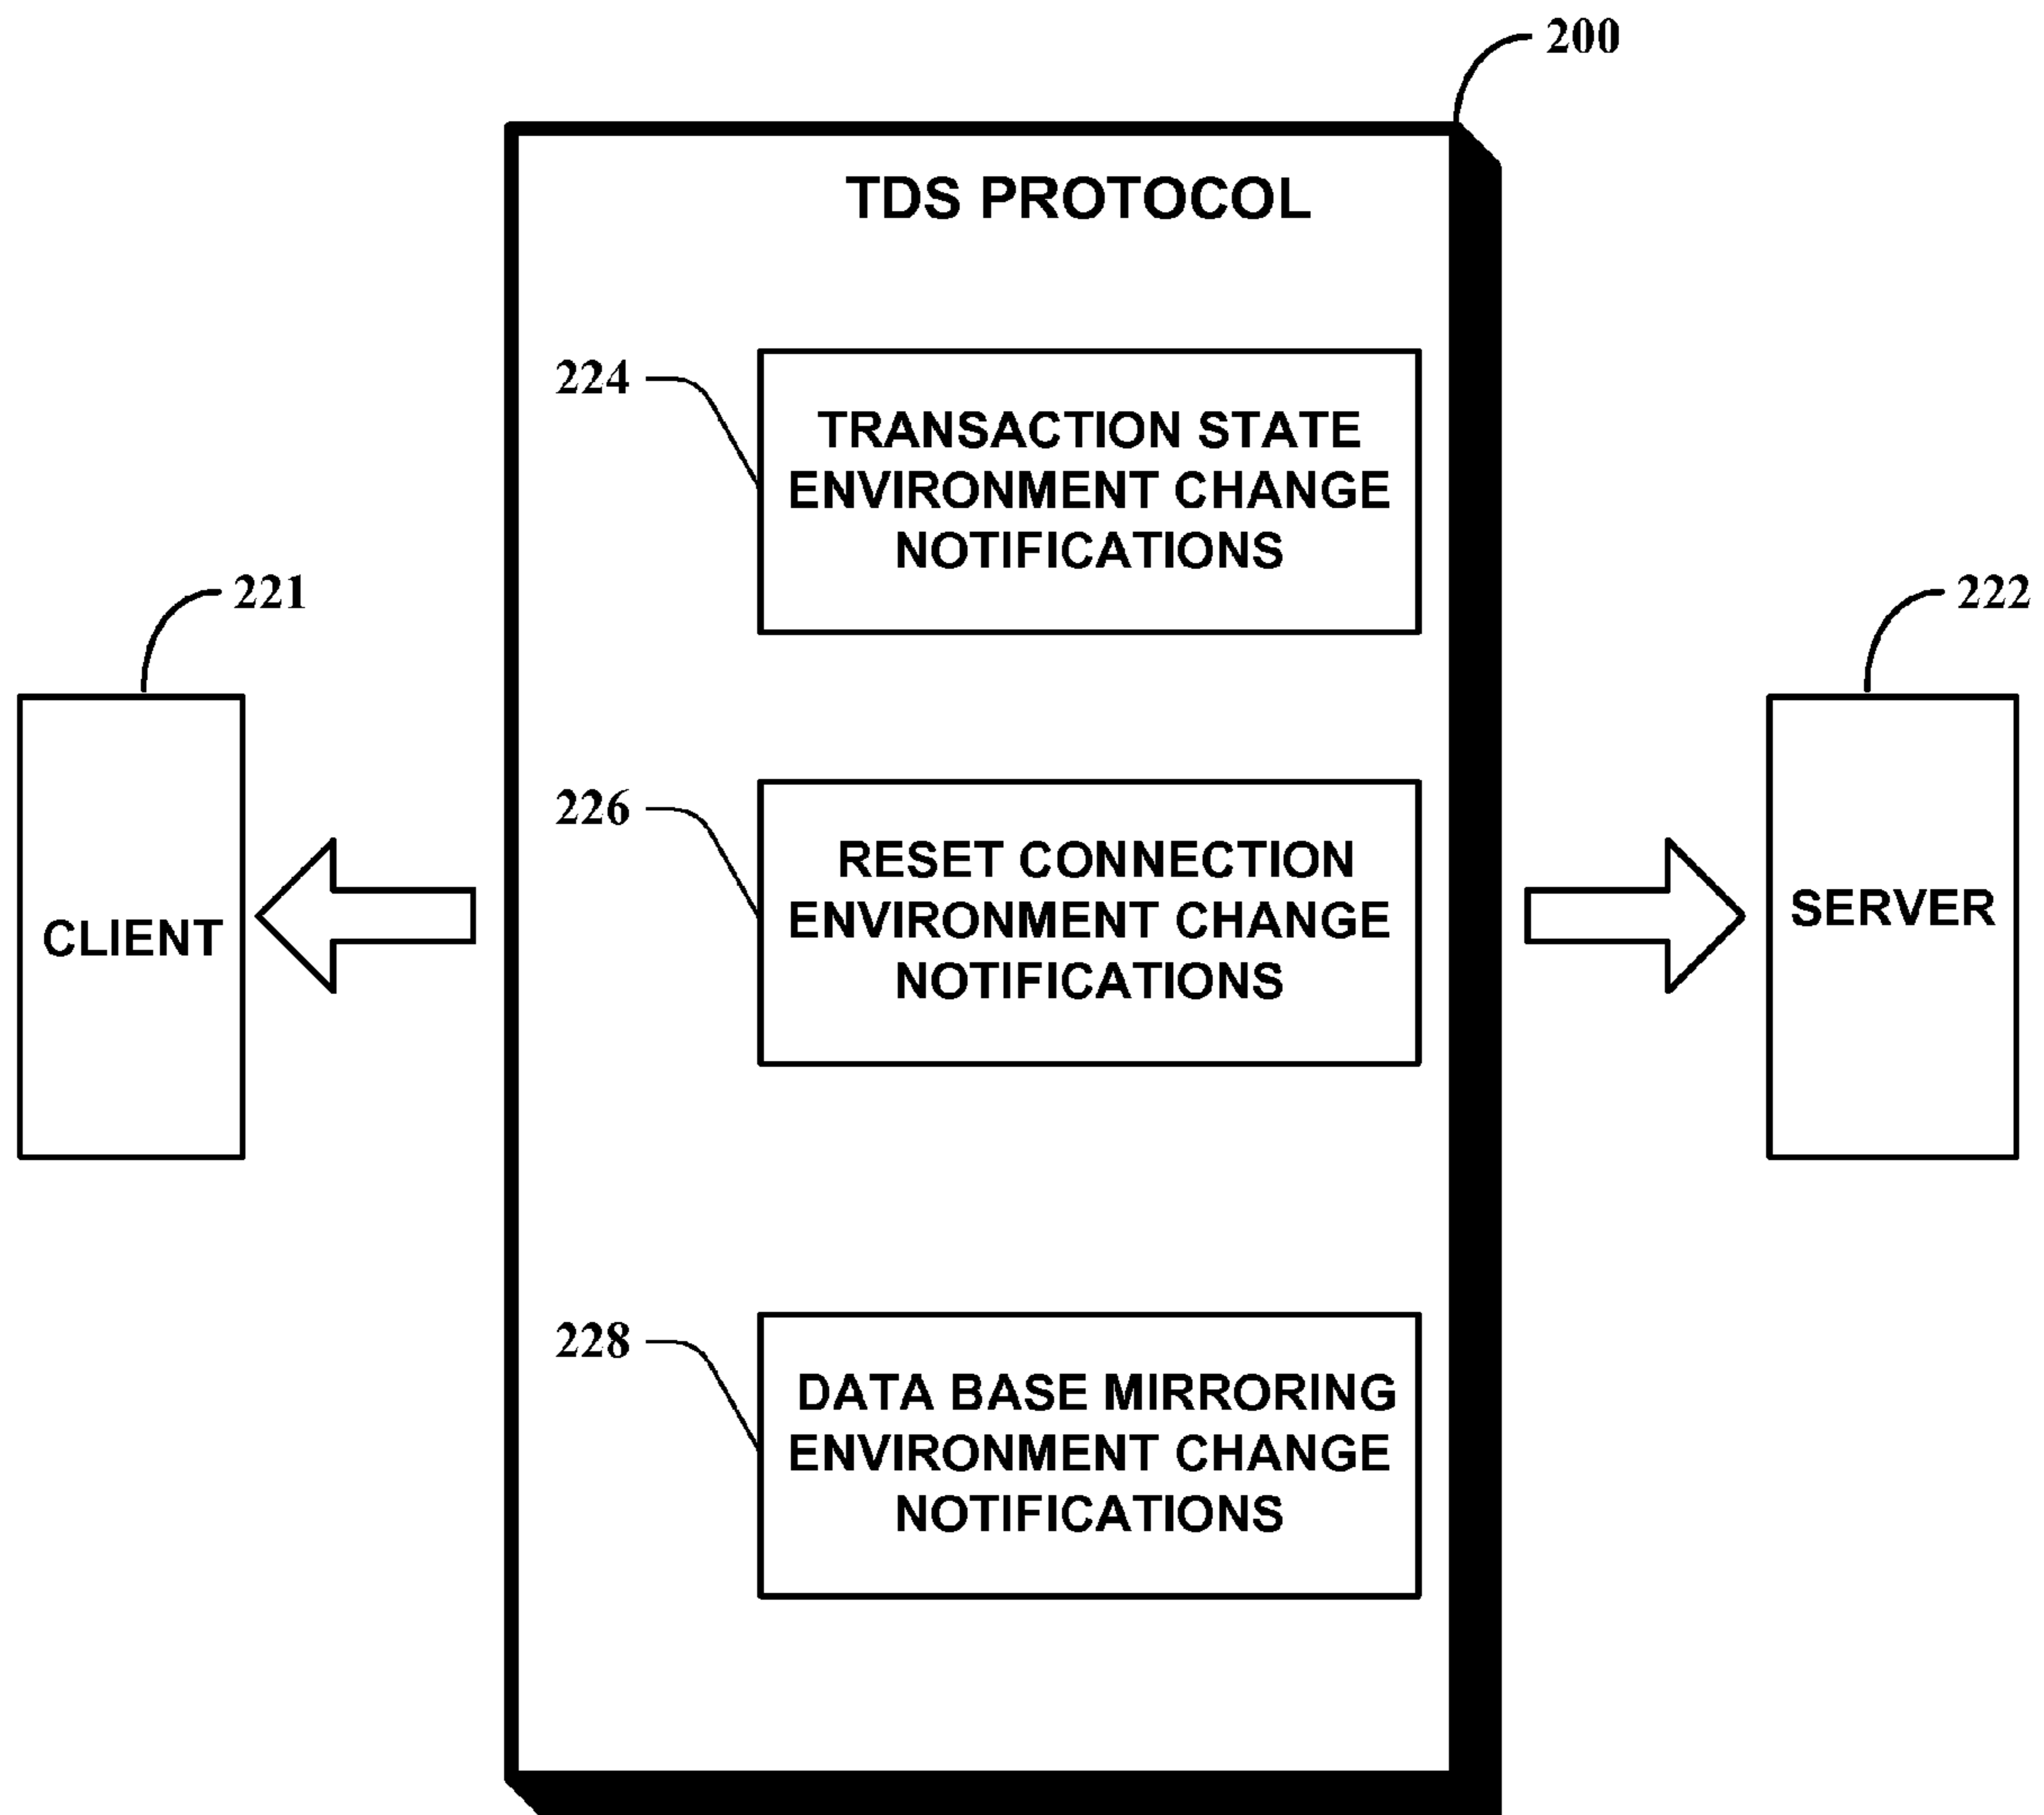 200
TDS PROTOCOL
224
TRANSACTION STATE
ENVIRONMENT CHANGE
NOTIFICATIONS
221
222
226
RESET CONNECTION
ENVIRONMENT CHANGE
NOTIFICATIONS
CLIENT
SERVER
228
DATA BASE MIRRORING
ENVIRONMENT CHANGE
NOTIFICATIONS